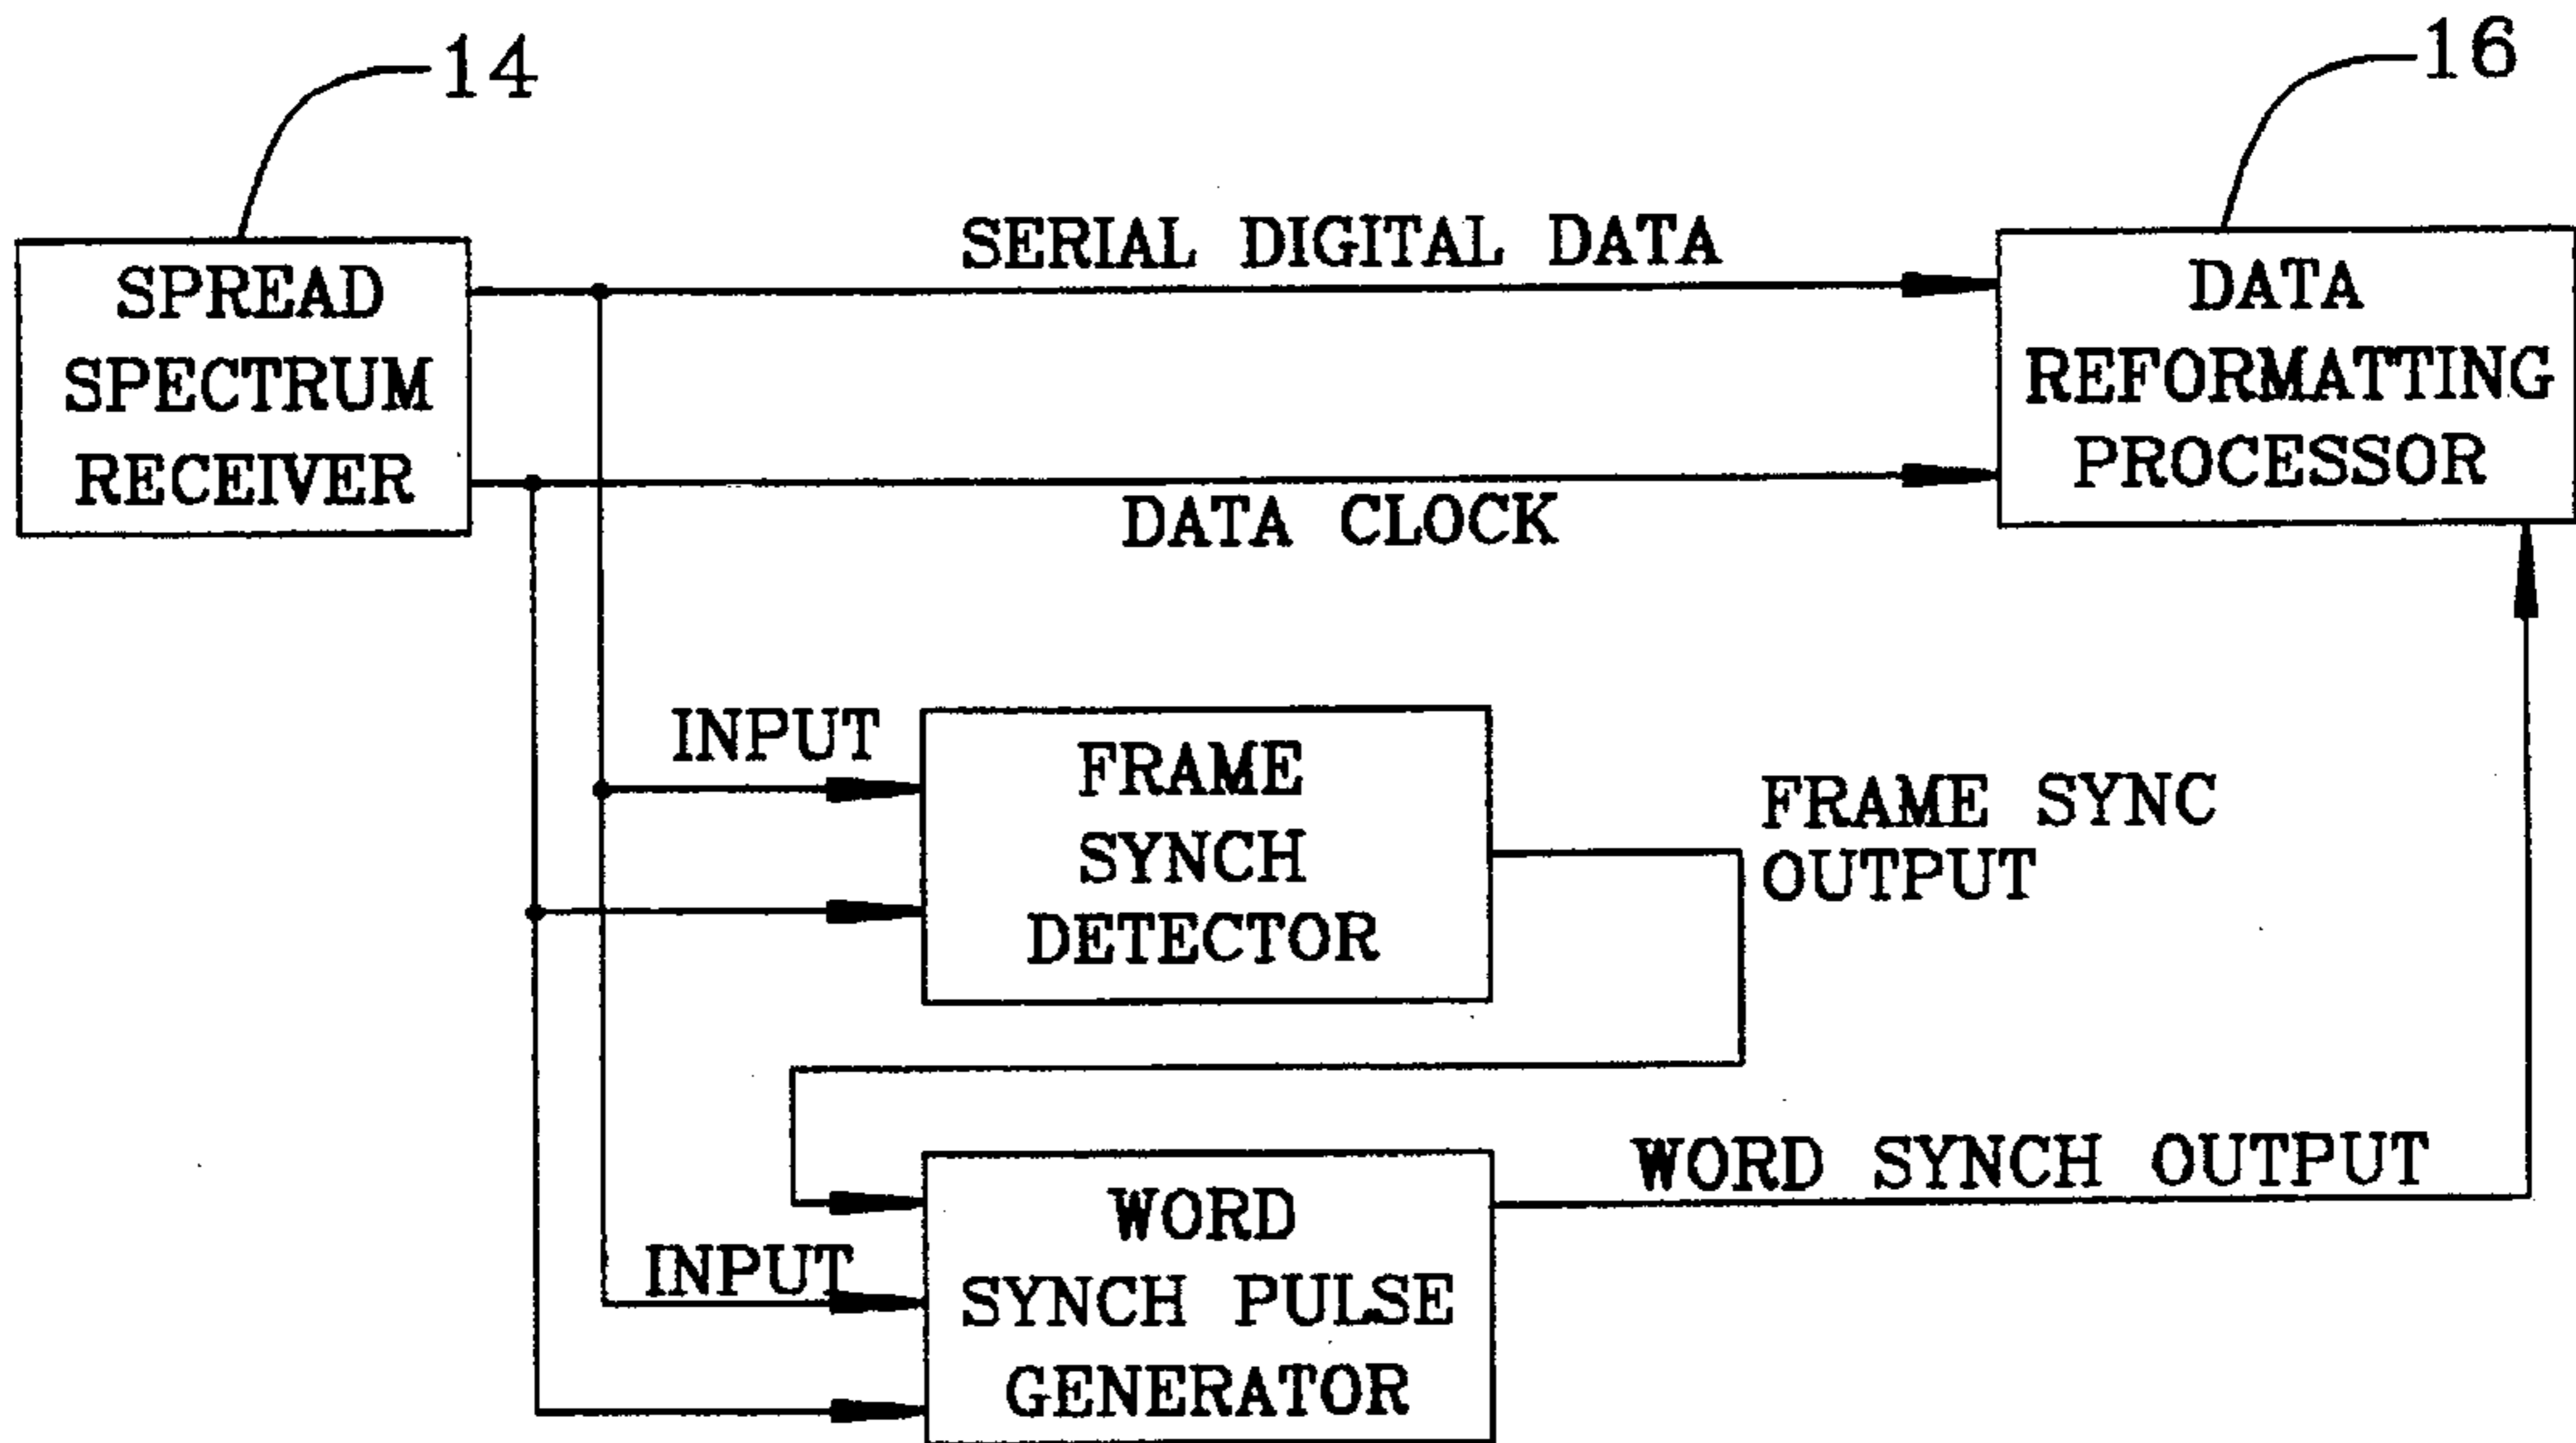 14
16
SPREAD
SPECTRUM
RECEIVER
SERIAL DIGITAL DATA
DATA CLOCK
DATA
REFORMATTING
PROCESSOR
INPUT
FRAME
SYNCH
DETECTOR
FRAME SYNC
OUTPUT
INPUT
WORD
SYNCH PULSE
GENERATOR
WORD SYNCH OUTPUT